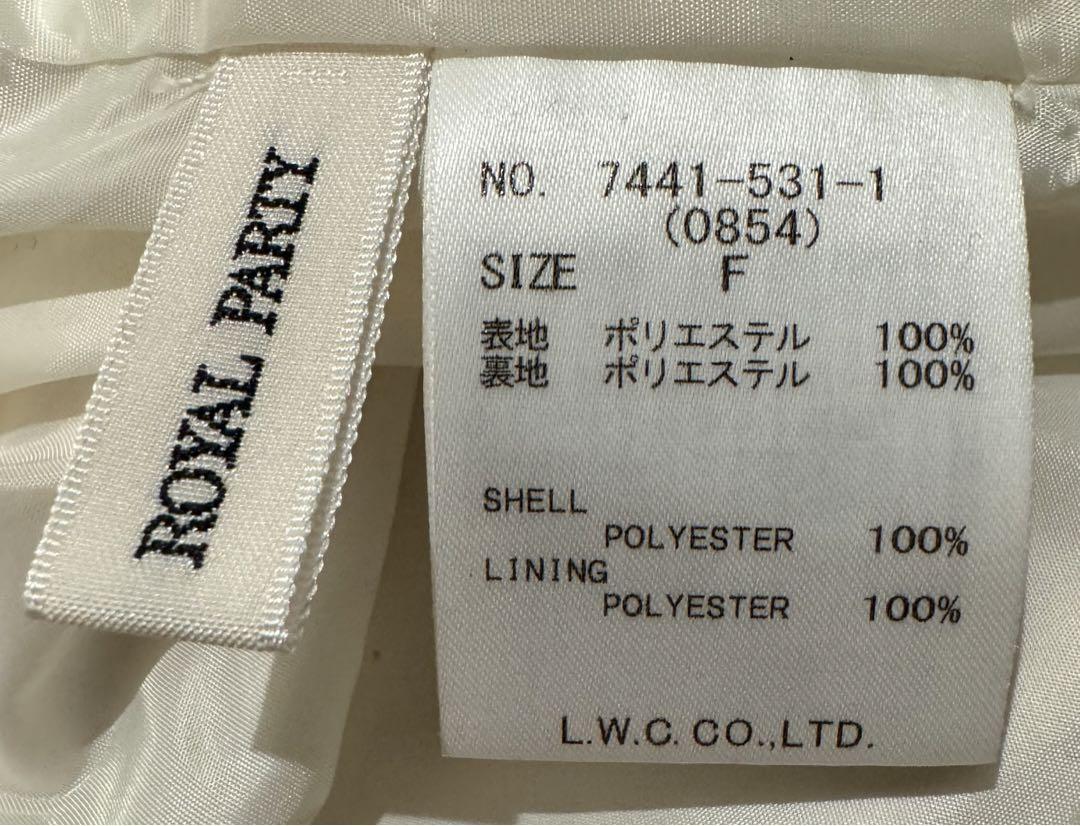 ROYAL PARTY
NO. 7441-531-1
(0854)
SIZE F
表地 ポリエステル 100%
裏地 ポリエステル 100%
SHELL
POLYESTER 100%
LINING
POLYESTER 100%
L.W.C. CO.,LTD.